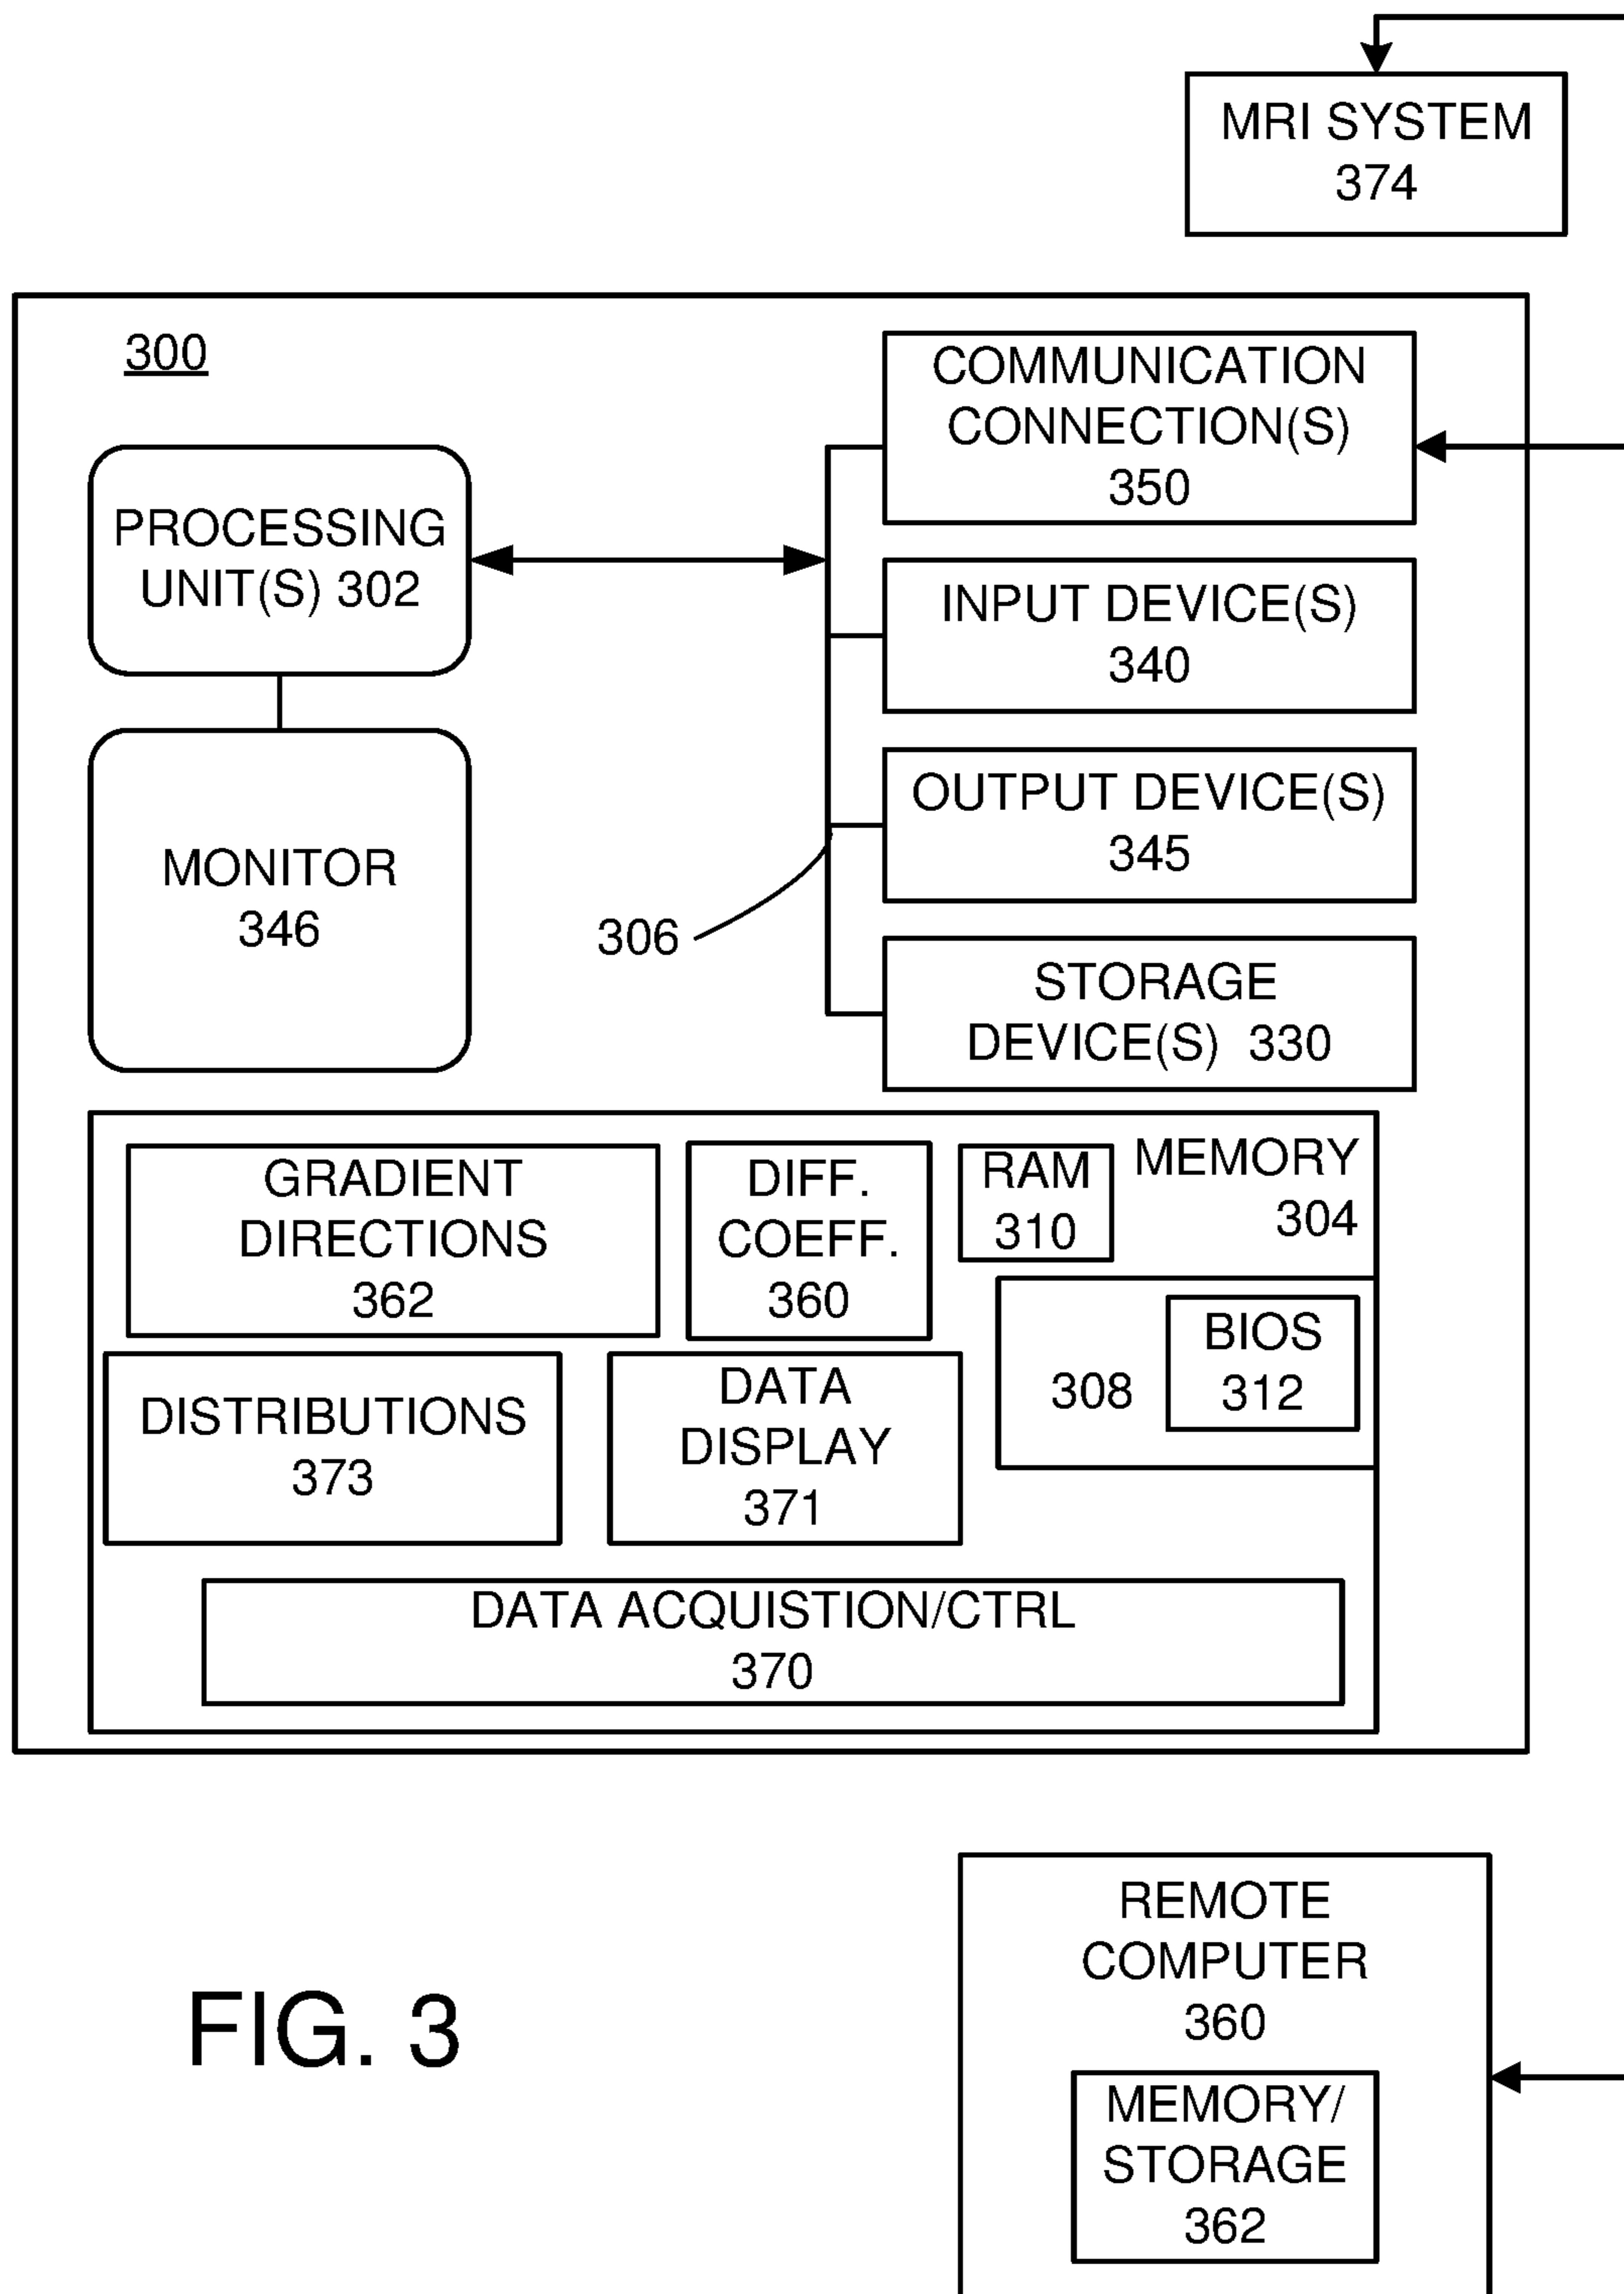 MRI SYSTEM
374
300
COMMUNICATION
CONNECTION(S)
350
PROCESSING
UNIT(S) 302
INPUT DEVICE(S)
340
OUTPUT DEVICE(S)
345
MONITOR
346
306
STORAGE
DEVICE(S) 330
GRADIENT
DIRECTIONS
362
DIFF.
COEFF.
360
RAM
310
MEMORY
304
BIOS
312
308
DISTRIBUTIONS
373
DATA
DISPLAY
371
DATA ACQUISTION/CTRL
370
REMOTE
COMPUTER
360
MEMORY/
STORAGE
362
FIG. 3